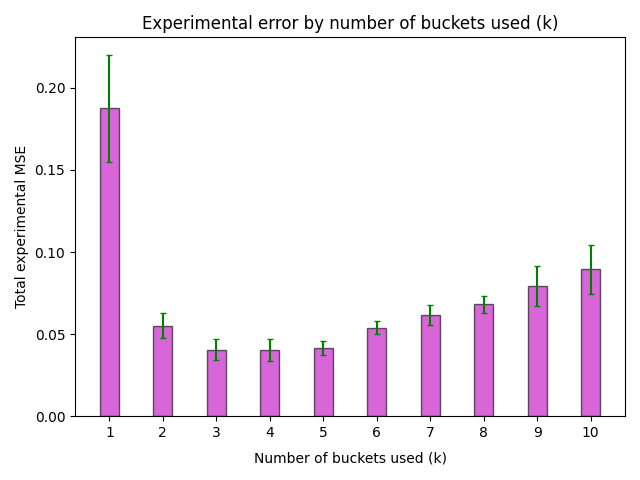 Experimental error by number of buckets used (k)
Total experimental MSE
0.20
0.15
0.10
0.05
0.00
1 2 3 4 5 6 7 8 9 10
Number of buckets used (k)